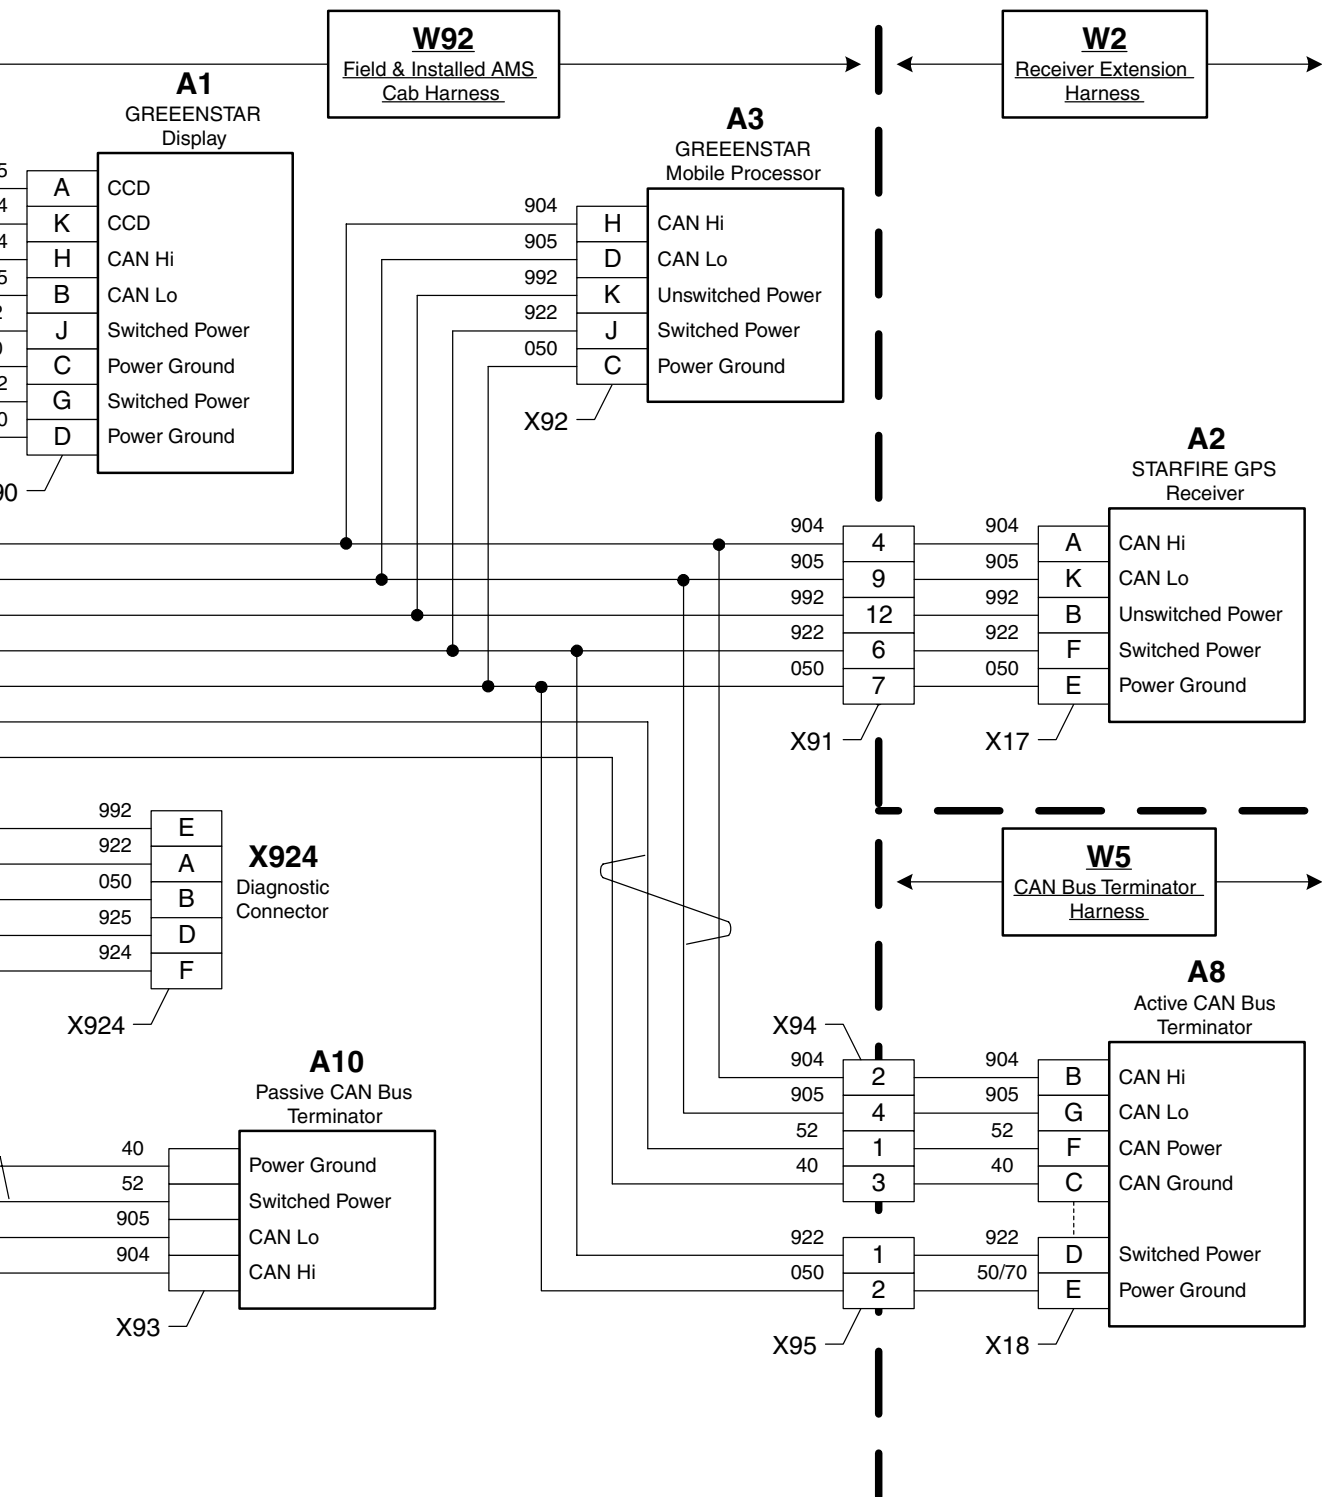 W92
Field & Installed AMS
Cab Harness
W2
Receiver Extension
Harness
A1
GREEENSTAR
Display
A CCD
K CCD
H CAN Hi
B CAN Lo
J Switched Power
C Power Ground
G Switched Power
D Power Ground
A3
GREEENSTAR
Mobile Processor
904 H CAN Hi
905 D CAN Lo
992 K Unswitched Power
922 J Switched Power
050 C Power Ground
X92
A2
STARFIRE GPS
Receiver
904 4 904 A CAN Hi
905 9 905 K CAN Lo
992 12 992 B Unswitched Power
922 6 922 F Switched Power
050 7 050 E Power Ground
X91 X17
992 E
922 A
050 B
925 D
924 F
X924
Diagnostic
Connector
X924
W5
CAN Bus Terminator
Harness
A10
Passive CAN Bus
Terminator
40 Power Ground
52 Switched Power
905 CAN Lo
904 CAN Hi
X93
A8
Active CAN Bus
Terminator
X94
904 2 904 B CAN Hi
905 4 905 G CAN Lo
52 1 52 F CAN Power
40 3 40 C CAN Ground
922 1 922 D Switched Power
050 2 50/70 E Power Ground
X95 X18